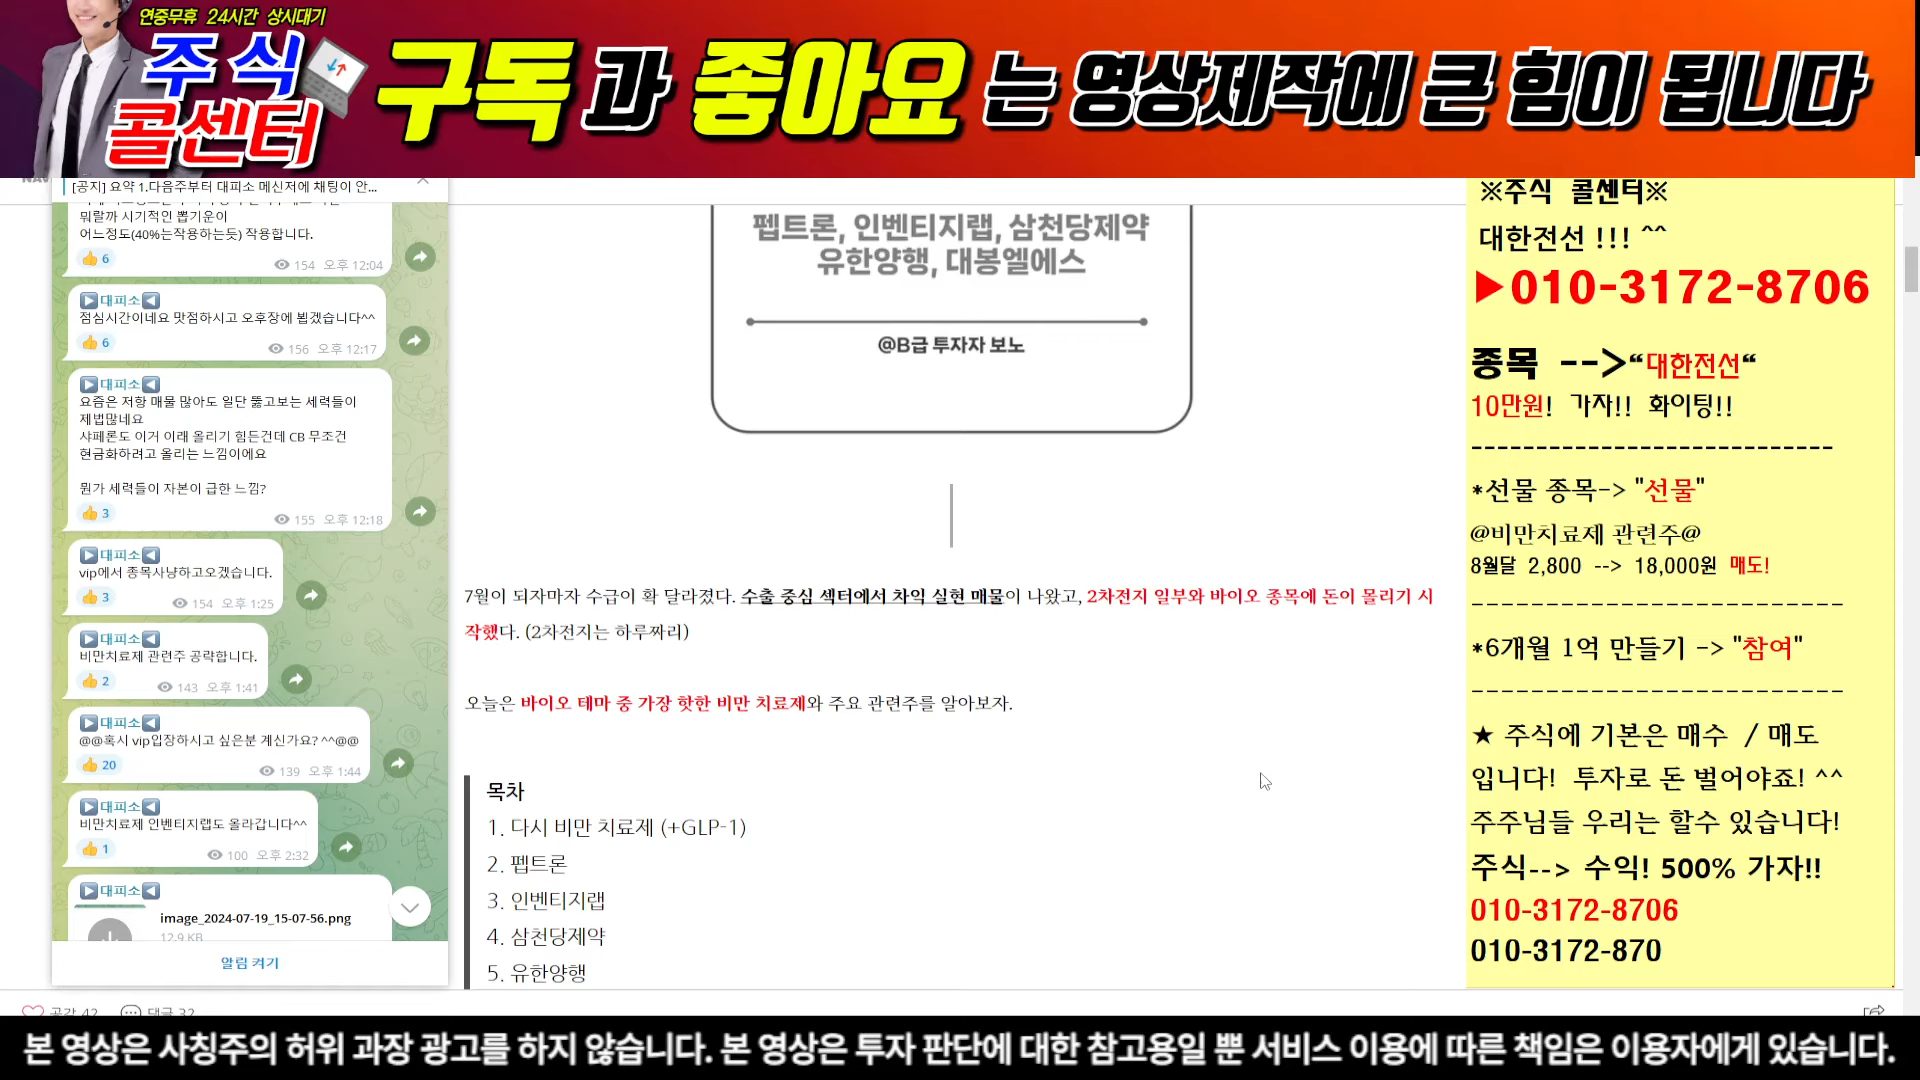 연중무휴 24시간 상시대기
주식
콜센터
구독과 좋아요는 영상제작에 큰 힘이 됩니다
[공지] 요약 1.다음주부터 대피소 메신저에 채팅이 안...
뭐랄까 시기적인 뽑기운이
어느정도(40%는작용하는듯) 작용합니다.
👍 6
154 오후 12:04
▶대피소◀
점심시간이네요 맛점하시고 오후장에 뵙겠습니다^^
👍 6
156 오후 12:17
▶대피소◀
요즘은 저항 매물 많아도 일단 뚫고보는 세력들이
제법많네요
샤페론도 이거 이래 올리기 힘든건데 CB 무조건
현금화하려고 올리는 느낌이에요
뭔가 세력들이 자본이 급한 느낌?
👍 3
155 오후 12:18
▶대피소◀
vip에서 종목사냥하고오겠습니다.
👍 3
154 오후 1:25
▶대피소◀
비만치료제 관련주 공략합니다.
👍 2
143 오후 1:41
▶대피소◀
@@혹시 vip입장하시고 싶은분 계신가요? ^^@@
👍 20
139 오후 1:44
▶대피소◀
비만치료제 인벤티지랩도 올라갑니다^^
👍 1
100 오후 2:32
▶대피소◀
image_2024-07-19_15-07-56.png
12.9 KB
알림 켜기
펩트론, 인벤티지랩, 삼천당제약
유한양행, 대봉엘에스
@B급 투자자 보노
7월이 되자마자 수급이 확 달라졌다. 수출 중심 섹터에서 차익 실현 매물이 나왔고, 2차전지 일부와 바이오 종목에 돈이 몰리기 시
작했다. (2차전지는 하루짜리)
오늘은 바이오 테마 중 가장 핫한 비만 치료제와 주요 관련주를 알아보자.
목차
1. 다시 비만 치료제 (+GLP-1)
2. 펩트론
3. 인벤티지랩
4. 삼천당제약
5. 유한양행
공감 42 댓글 32
※주식 콜센터※
대한전선 !!! ^^
▶010-3172-8706
종목 -->“대한전선“
10만원! 가자!! 화이팅!!
----------------------------
*선물 종목-> "선물"
@비만치료제 관련주@
8월달 2,800 --> 18,000원 매도!
-------------------------
*6개월 1억 만들기 -> "참여"
-------------------------
★ 주식에 기본은 매수 / 매도
입니다! 투자로 돈 벌어야죠! ^^
주주님들 우리는 할수 있습니다!
주식--> 수익! 500% 가자!!
010-3172-8706
010-3172-870
본 영상은 사칭주의 허위 과장 광고를 하지 않습니다. 본 영상은 투자 판단에 대한 참고용일 뿐 서비스 이용에 따른 책임은 이용자에게 있습니다.